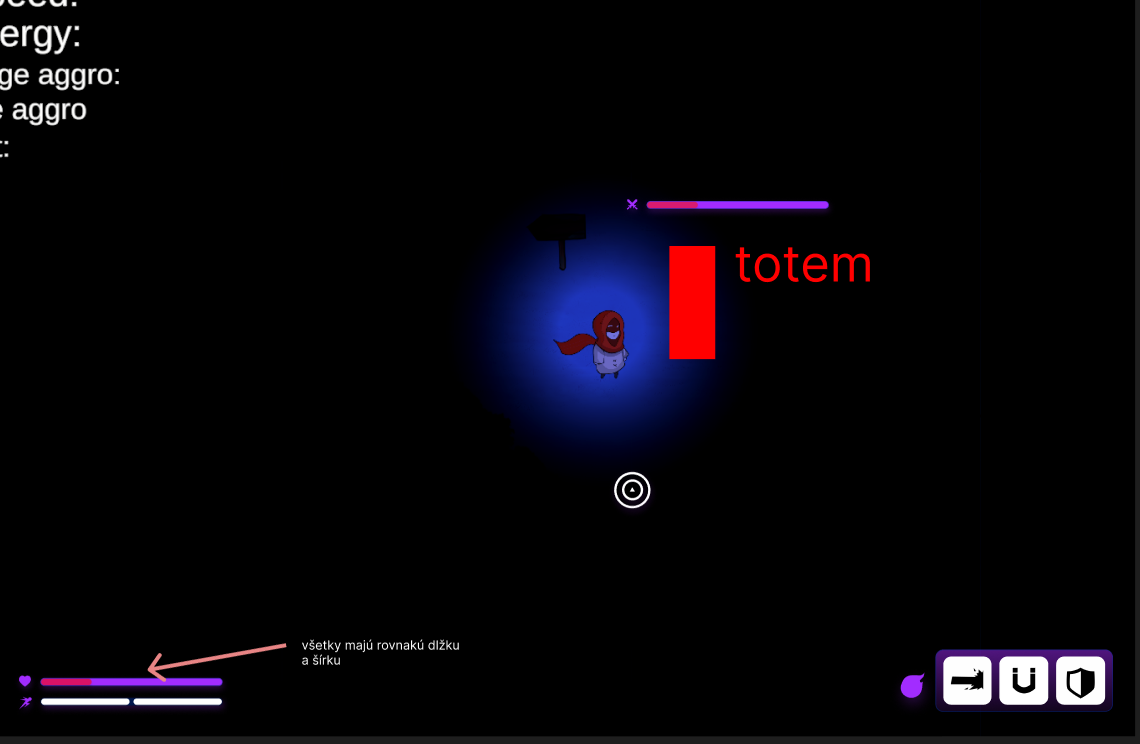 ergy:
ge aggro:
e aggro
t:
totem
všetky majú rovnakú dlžku
a šírku